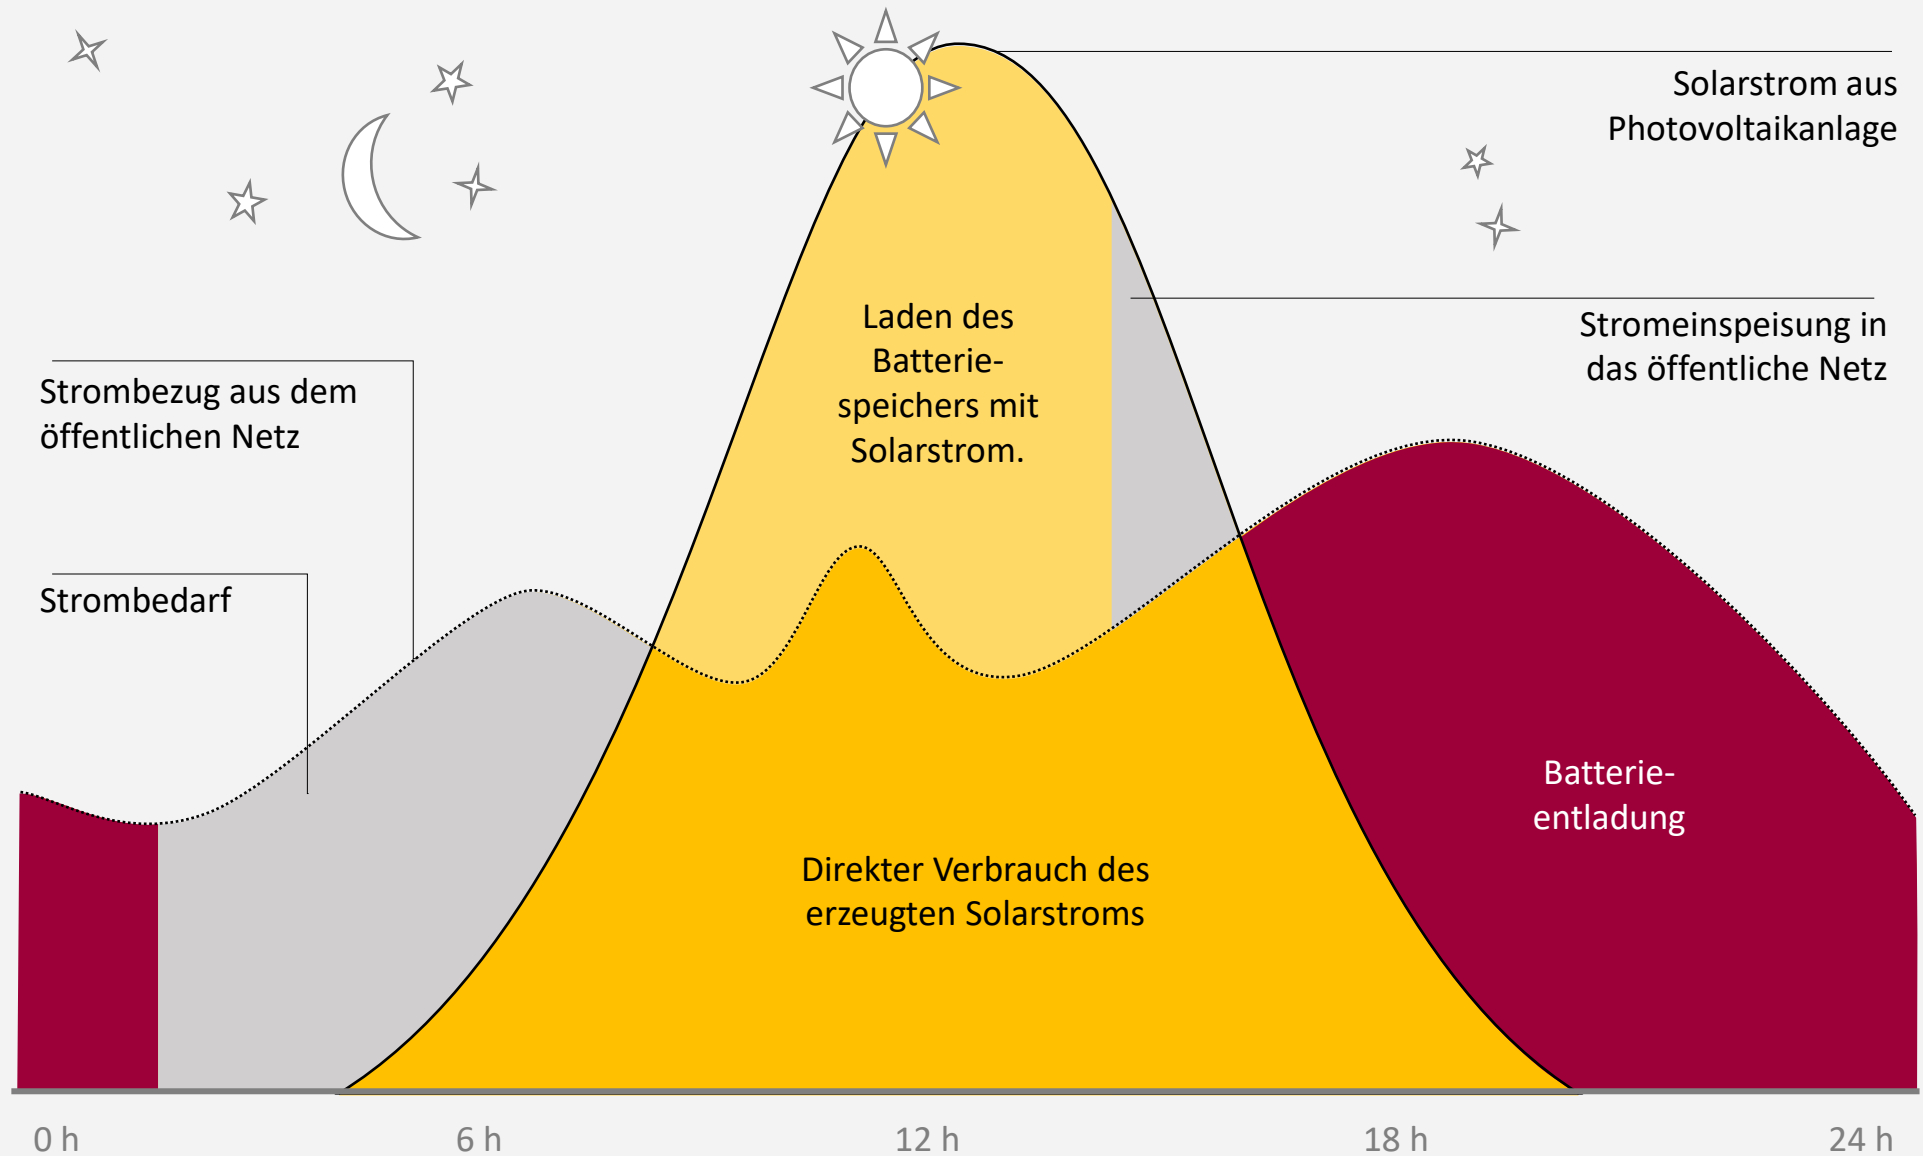 Solarstrom aus
Photovoltaikanlage
Laden des
Batterie-
speichers mit
Solarstrom.
Stromeinspeisung in
das öffentliche Netz
Strombezug aus dem
öffentlichen Netz
Strombedarf
Batterie-
entladung
Direkter Verbrauch des
erzeugten Solarstroms
0 h 6 h 12 h 18 h 24 h